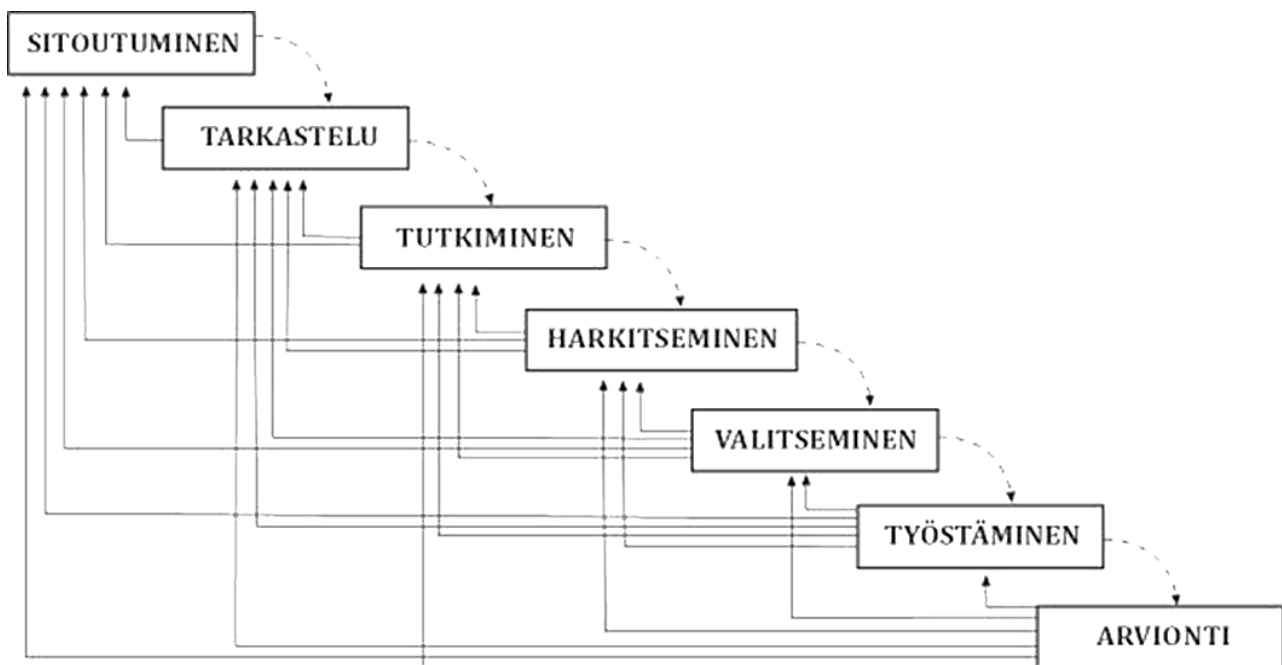 SITOUTUMINEN
TARKASTELU
TUTKIMINEN
HARKITSEMINEN
VALITSEMINEN
TYÖSTÄMINEN
ARVIONTI